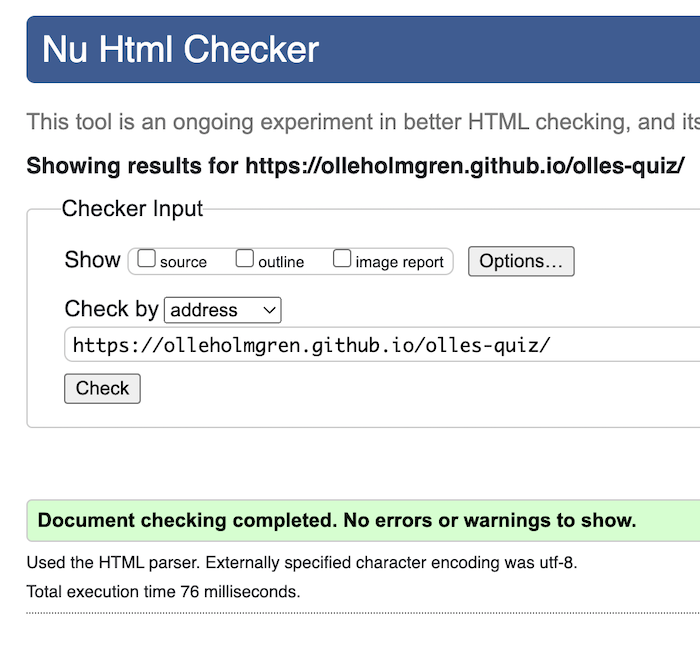 Nu Html Checker
This tool is an ongoing experiment in better HTML checking, and its
Showing results for https://olleholmgren.github.io/olles-quiz/
Checker Input
Show source outline image report Options...
Check by address
https://olleholmgren.github.io/olles-quiz/
Check
Document checking completed. No errors or warnings to show.
Used the HTML parser. Externally specified character encoding was utf-8.
Total execution time 76 milliseconds.